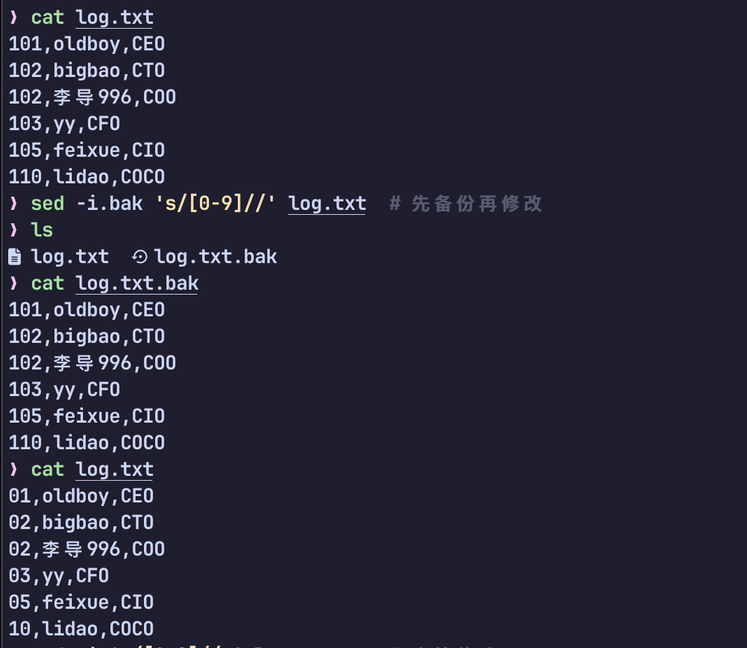 ❯ cat log.txt
101,oldboy,CEO
102,bigbao,CTO
102,李导996,COO
103,yy,CFO
105,feixue,CIO
110,lidao,COCO
❯ sed -i.bak 's/[0-9]//' log.txt  # 先备份再修改
❯ ls
log.txt  log.txt.bak
❯ cat log.txt.bak
101,oldboy,CEO
102,bigbao,CTO
102,李导996,COO
103,yy,CFO
105,feixue,CIO
110,lidao,COCO
❯ cat log.txt
01,oldboy,CEO
02,bigbao,CTO
02,李导996,COO
03,yy,CFO
05,feixue,CIO
10,lidao,COCO